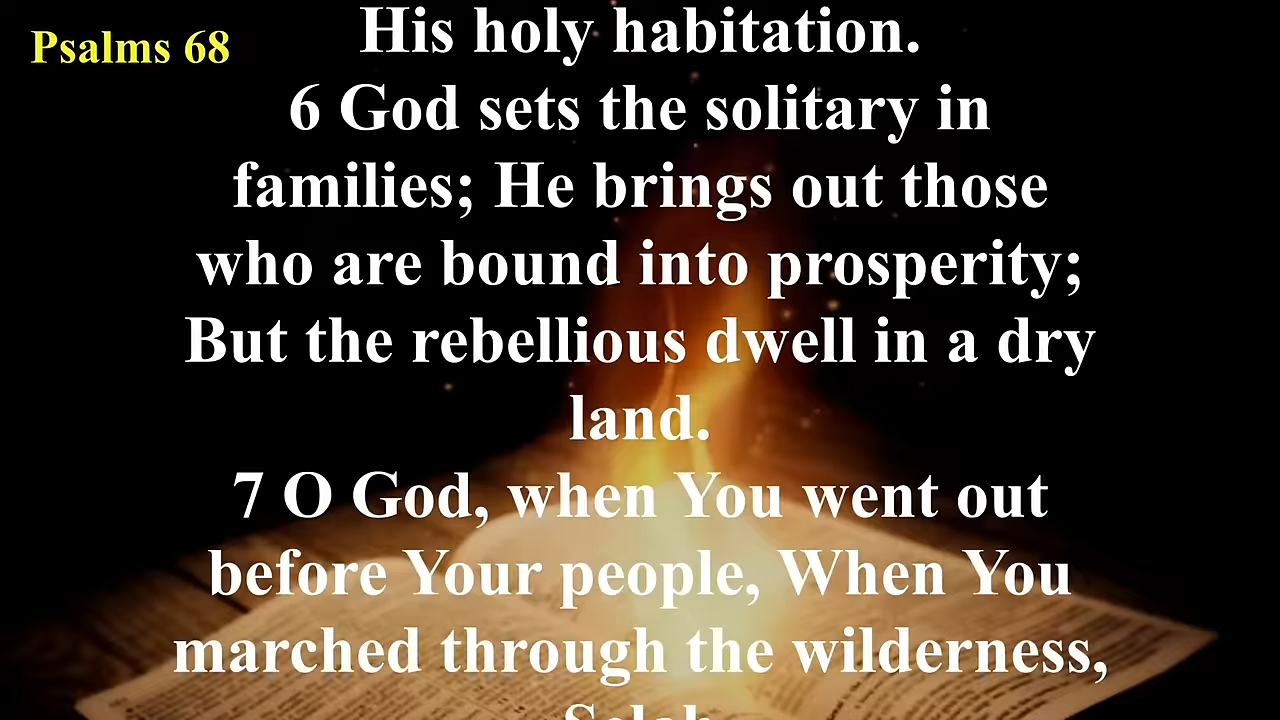 Psalms 68
His holy habitation.
6 God sets the solitary in
families; He brings out those
who are bound into prosperity;
But the rebellious dwell in a dry
land.
7 O God, when You went out
before Your people, When You
marched through the wilderness,
Selah